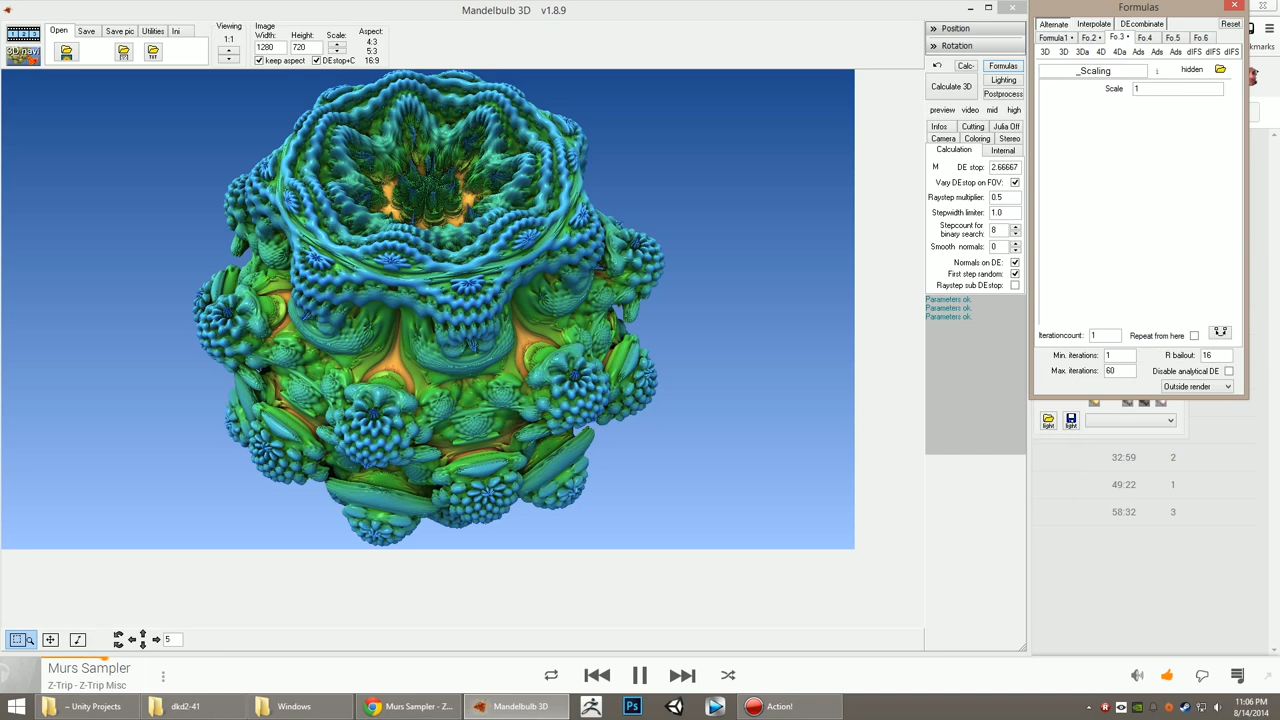 Mandelbulb 3D    v1.8.9
Formulas
Open Save Save pic Utilities Ini
3D navi
Viewing
1:1
Image
Width: Height: Scale:
1280 720
keep aspect DEstop+C
Aspect:
4:3
5:3
16:9
Position
Rotation
Calc-
Formulas
Calculate 3D
Lighting
Postprocess
preview video mid high
Infos Cutting Julia Off
Camera Coloring Stereo
Calculation Internal
M DE stop: 2.66667
Vary DEstop on FOV:
Raystep multiplier: 0.5
Stepwidth limiter: 1.0
Stepcount for
binary search: 8
Smooth normals: 0
Normals on DE:
First step random:
Raystep sub DEstop:
Parameters ok.
Parameters ok.
Parameters ok.
Alternate Interpolate DEcombinate Reset
Formula1 Fo.2 Fo.3 Fo.4 Fo.5 Fo.6
3D 3D 3Da 4D 4Da Ads Ads Ads dIFS dIFS dIFS
_Scaling hidden
Scale 1
Iterationcount: 1 Repeat from here
Min. iterations: 1 R bailout: 16
Max. iterations: 60 Disable analytical DE
Outside render
kmarks
light light
32:59 2
49:22 1
58:32 3
5
Murs Sampler
Z-Trip - Z-Trip Misc
~ Unity Projects
dkd2-41
Windows
Murs Sampler - Z...
Mandelbulb 3D
Ps
Action!
11:06 PM
8/14/2014